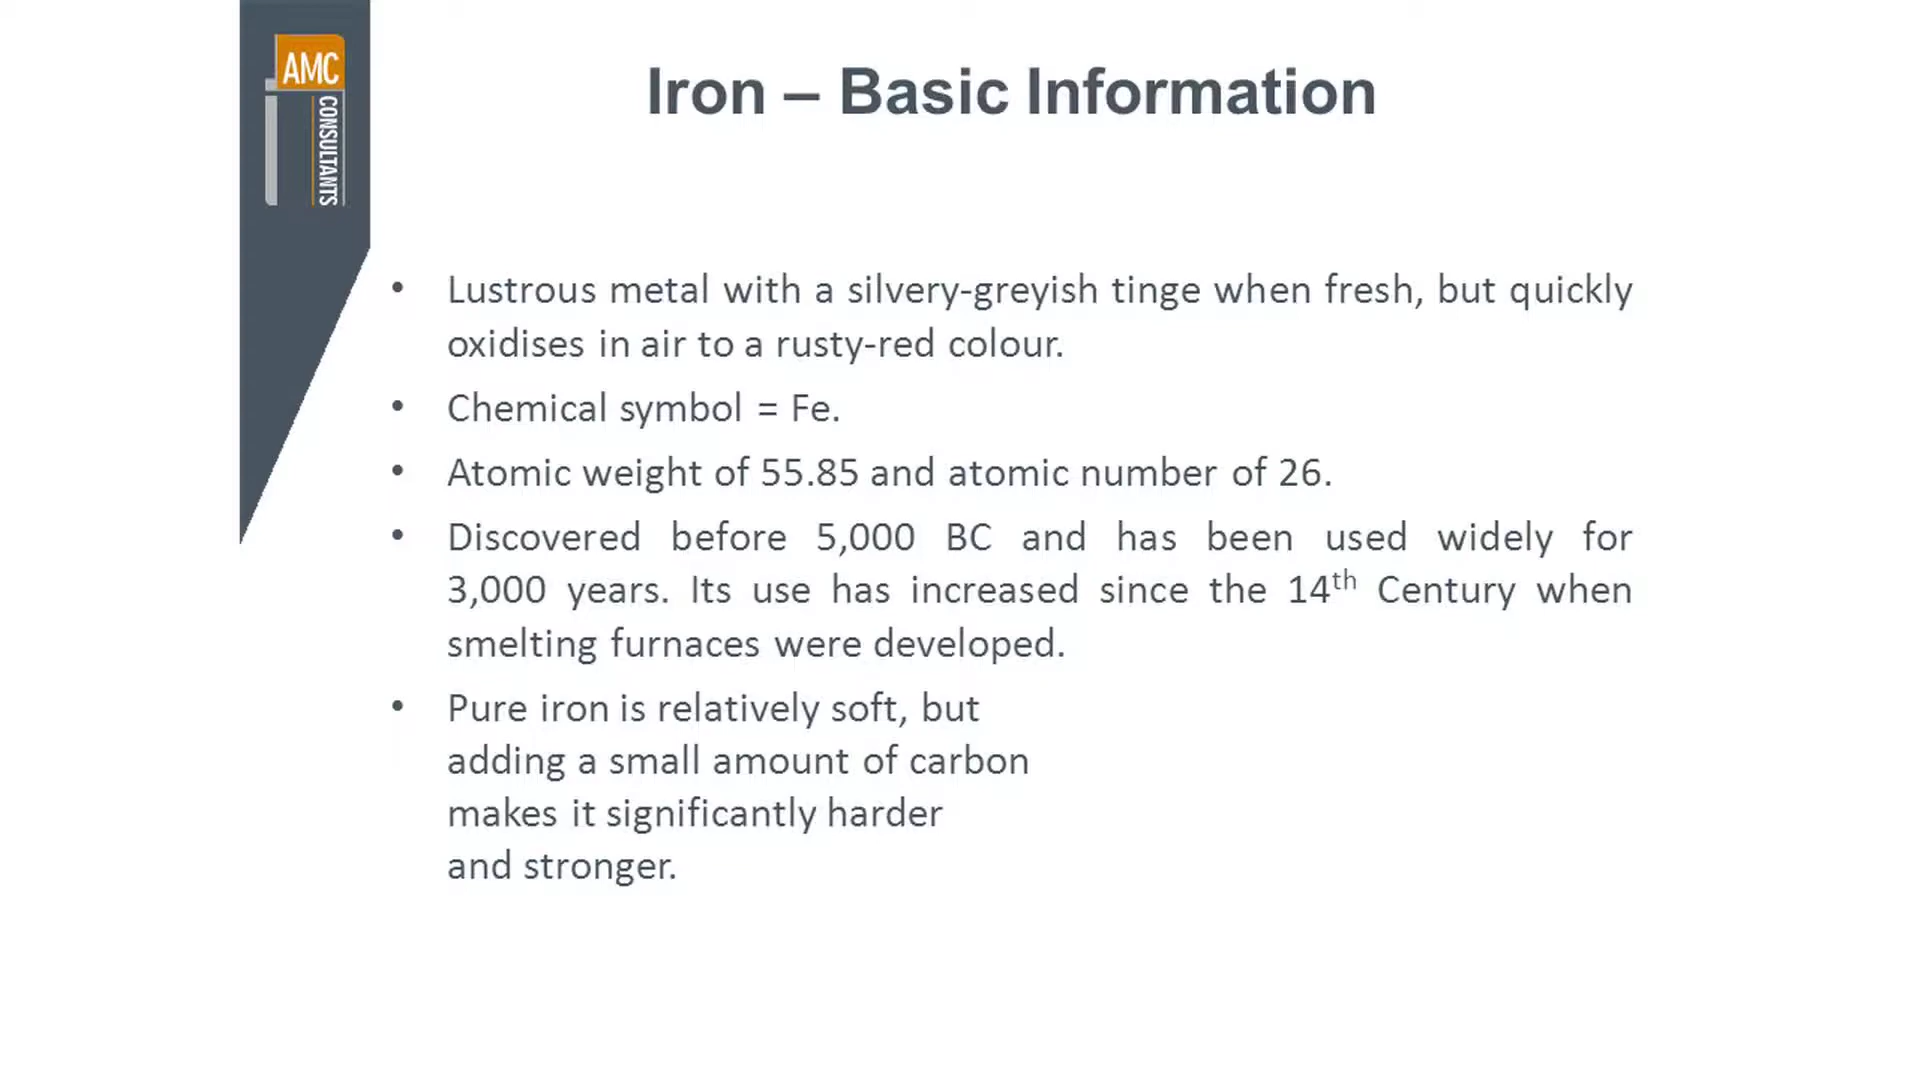 AMC
CONSULTANTS
Iron – Basic Information
• Lustrous metal with a silvery-greyish tinge when fresh, but quickly
oxidises in air to a rusty-red colour.
• Chemical symbol = Fe.
• Atomic weight of 55.85 and atomic number of 26.
• Discovered before 5,000 BC and has been used widely for
3,000 years. Its use has increased since the 14th Century when
smelting furnaces were developed.
• Pure iron is relatively soft, but
adding a small amount of carbon
makes it significantly harder
and stronger.